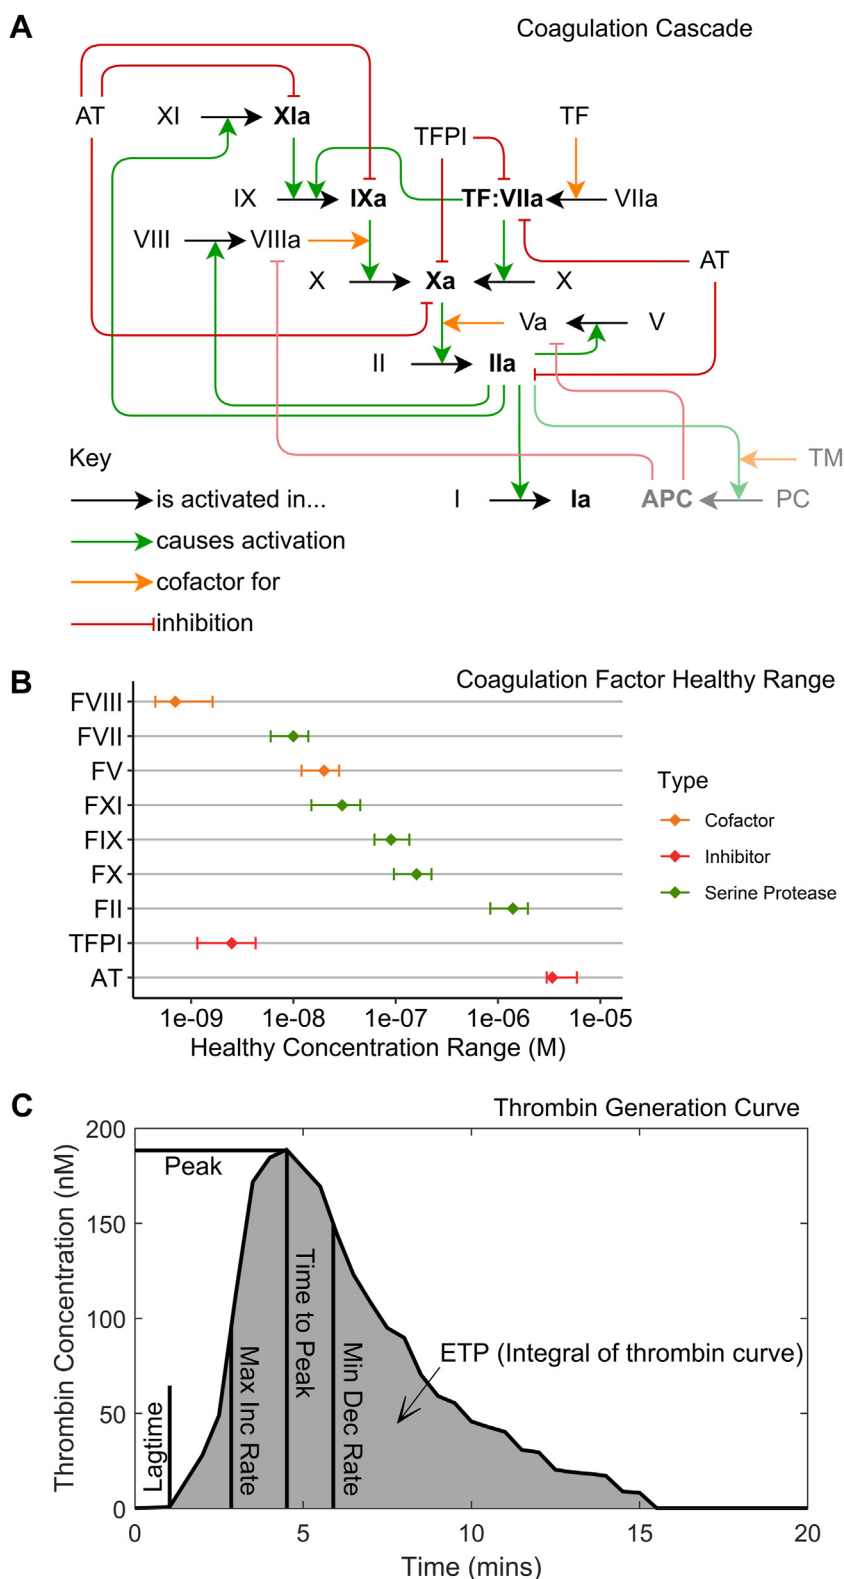 A
Coagulation Cascade
AT
XI
XIa
TFPI
TF
IX
IXa
TF:VIIa
VIIa
VIII
VIIIa
AT
X
Xa
X
Va
V
II
IIa
Key
TM
is activated in...
I
Ia
APC
PC
causes activation
cofactor for
inhibition
B
Coagulation Factor Healthy Range
FVIII
FVII
FV
FXI
FIX
FX
FII
TFPI
AT
Type
Cofactor
Inhibitor
Serine Protease
1e-09 1e-08 1e-07 1e-06 1e-05
Healthy Concentration Range (M)
C
Thrombin Generation Curve
Thrombin Concentration (nM)
200
150
100
50
0
Peak
Lagtime
Max Inc Rate
Time to Peak
Min Dec Rate
ETP (Integral of thrombin curve)
0 5 10 15 20
Time (mins)